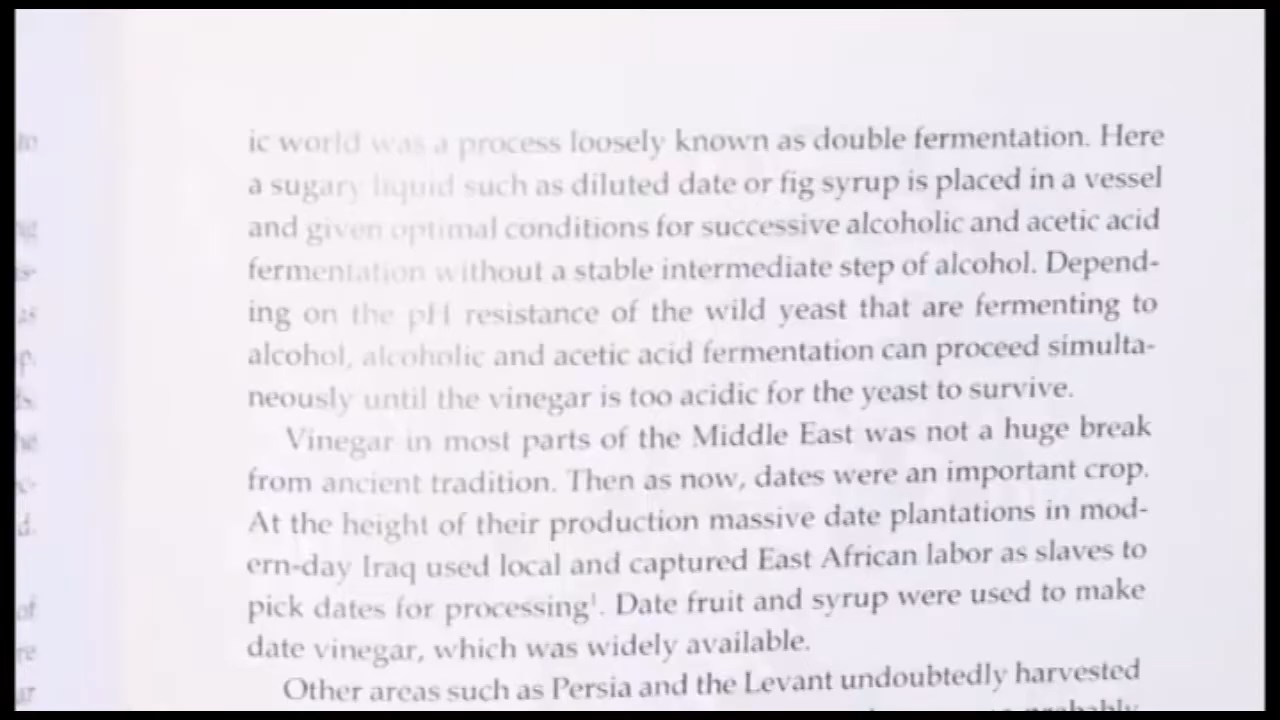 ic world was a process loosely known as double fermentation. Here
a sugary liquid such as diluted date or fig syrup is placed in a vessel
and given optimal conditions for successive alcoholic and acetic acid
fermentation without a stable intermediate step of alcohol. Depend-
ing on the pH resistance of the wild yeast that are fermenting to
alcohol, alcoholic and acetic acid fermentation can proceed simulta-
neously until the vinegar is too acidic for the yeast to survive.
Vinegar in most parts of the Middle East was not a huge break
from ancient tradition. Then as now, dates were an important crop.
At the height of their production massive date plantations in mod-
ern-day Iraq used local and captured East African labor as slaves to
pick dates for processing¹. Date fruit and syrup were used to make
date vinegar, which was widely available.
Other areas such as Persia and the Levant undoubtedly harvested